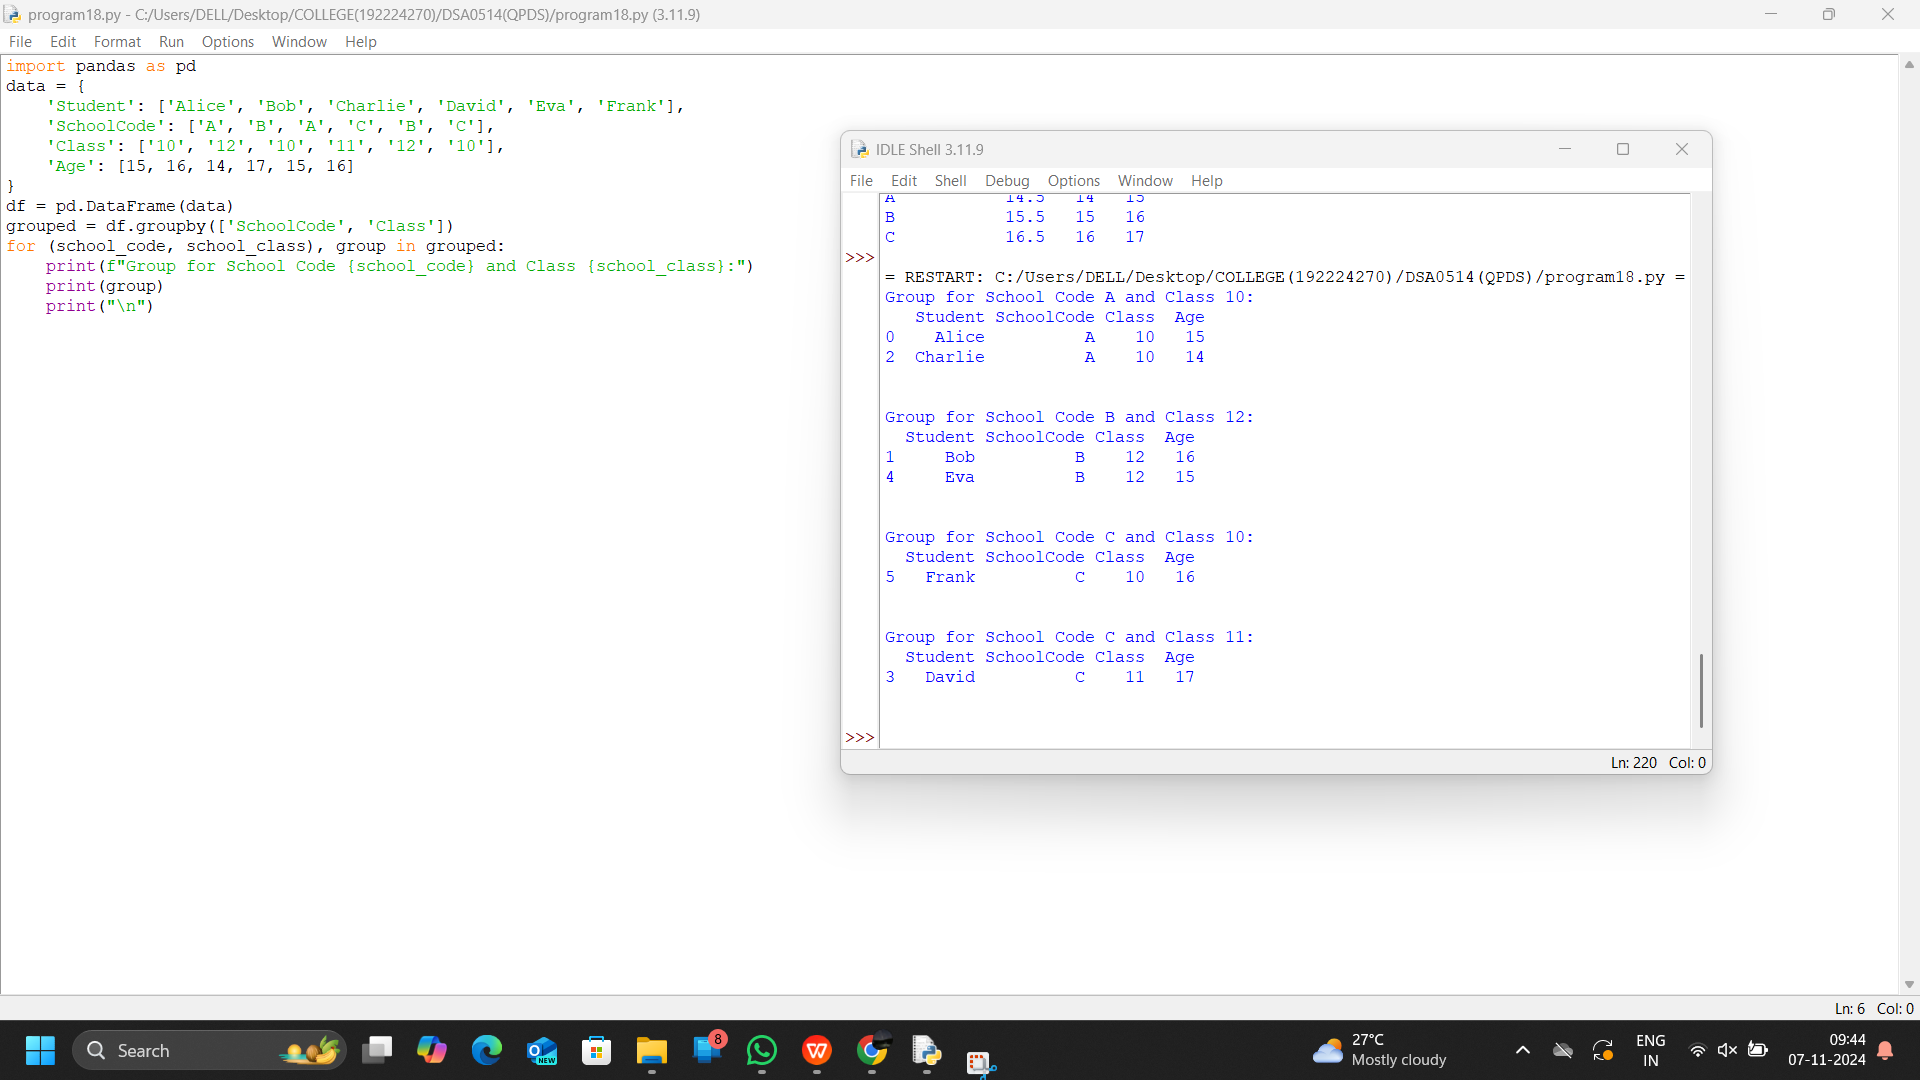 program18.py - C:/Users/DELL/Desktop/COLLEGE(192224270)/DSA0514(QPDS)/program18.py (3.11.9)
File Edit Format Run Options Window Help
import pandas as pd
data = {
    'Student': ['Alice', 'Bob', 'Charlie', 'David', 'Eva', 'Frank'],
    'SchoolCode': ['A', 'B', 'A', 'C', 'B', 'C'],
    'Class': ['10', '12', '10', '11', '12', '10'],
    'Age': [15, 16, 14, 17, 15, 16]
}
df = pd.DataFrame(data)
grouped = df.groupby(['SchoolCode', 'Class'])
for (school_code, school_class), group in grouped:
    print(f"Group for School Code {school_code} and Class {school_class}:")
    print(group)
    print("\n")
Ln: 6 Col: 0
IDLE Shell 3.11.9
File Edit Shell Debug Options Window Help
A 14.5 14 15
B 15.5 15 16
C 16.5 16 17
>>>
= RESTART: C:/Users/DELL/Desktop/COLLEGE(192224270)/DSA0514(QPDS)/program18.py =
Group for School Code A and Class 10:
Student SchoolCode Class Age
0 Alice A 10 15
2 Charlie A 10 14
Group for School Code B and Class 12:
Student SchoolCode Class Age
1 Bob B 12 16
4 Eva B 12 15
Group for School Code C and Class 10:
Student SchoolCode Class Age
5 Frank C 10 16
Group for School Code C and Class 11:
Student SchoolCode Class Age
3 David C 11 17
>>>
Ln: 220 Col: 0
Search
NEW
8
W
27°C
Mostly cloudy
ENG
IN
09:44
07-11-2024